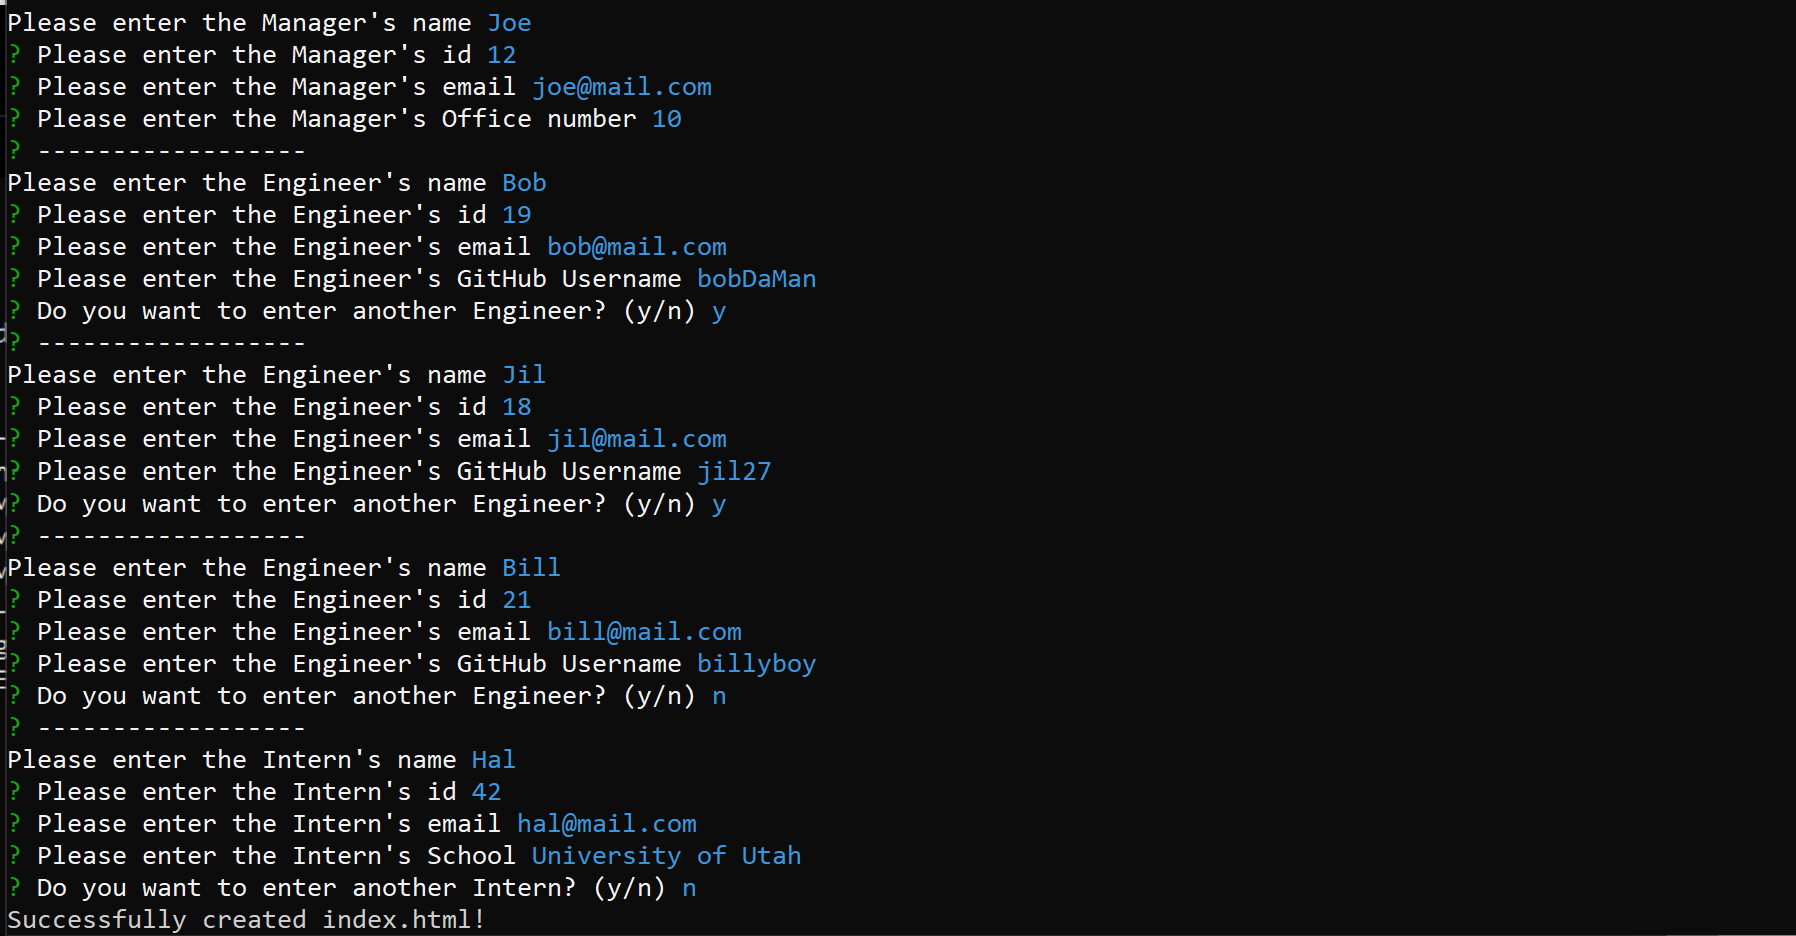 Please enter the Manager's name Joe
? Please enter the Manager's id 12
? Please enter the Manager's email joe@mail.com
? Please enter the Manager's Office number 10
? ------------------
Please enter the Engineer's name Bob
? Please enter the Engineer's id 19
? Please enter the Engineer's email bob@mail.com
? Please enter the Engineer's GitHub Username bobDaMan
? Do you want to enter another Engineer? (y/n) y
? ------------------
Please enter the Engineer's name Jil
? Please enter the Engineer's id 18
? Please enter the Engineer's email jil@mail.com
? Please enter the Engineer's GitHub Username jil27
? Do you want to enter another Engineer? (y/n) y
? ------------------
Please enter the Engineer's name Bill
? Please enter the Engineer's id 21
? Please enter the Engineer's email bill@mail.com
? Please enter the Engineer's GitHub Username billyboy
? Do you want to enter another Engineer? (y/n) n
? ------------------
Please enter the Intern's name Hal
? Please enter the Intern's id 42
? Please enter the Intern's email hal@mail.com
? Please enter the Intern's School University of Utah
? Do you want to enter another Intern? (y/n) n
Successfully created index.html!